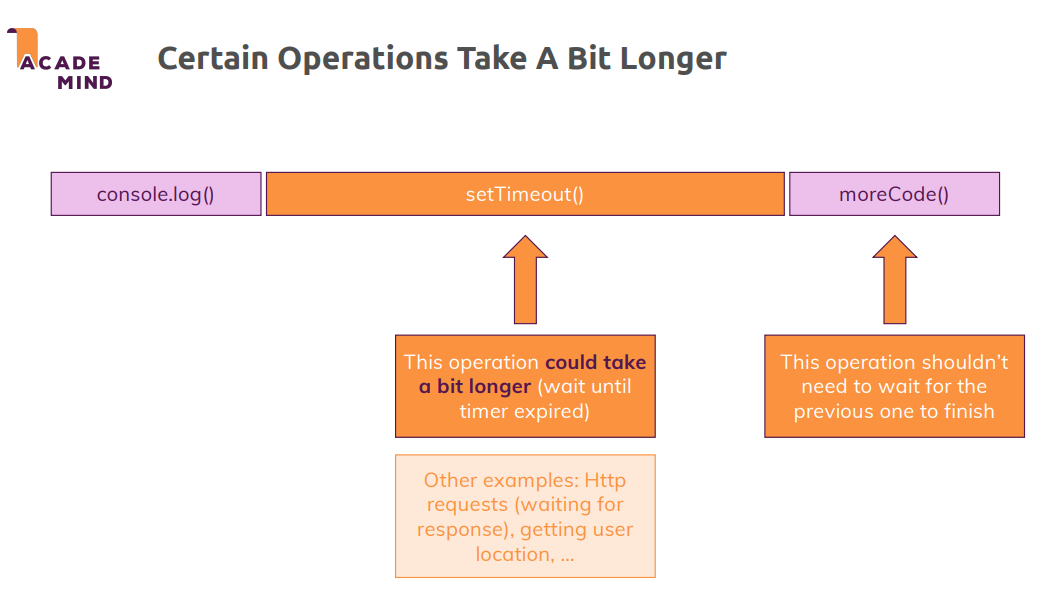 ACADE
MIND
Certain Operations Take A Bit Longer
console.log()
setTimeout()
moreCode()
This operation could take
a bit longer (wait until
timer expired)
This operation shouldn’t
need to wait for the
previous one to finish
Other examples: Http
requests (waiting for
response), getting user
location, ...